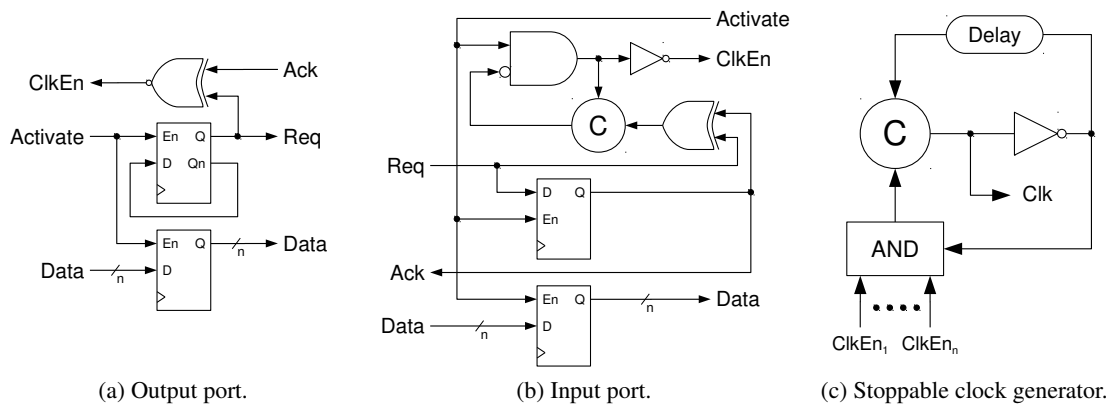 ClkEn
Ack
Activate
En Q
Req
D Qn
En Q
n
Data
Data
n
D
(a) Output port.
Activate
ClkEn
C
Req
D Q
En
Ack
En Q
n
Data
Data
n
D
(b) Input port.
Delay
C
Clk
AND
ClkEn1 ClkEnn
(c) Stoppable clock generator.